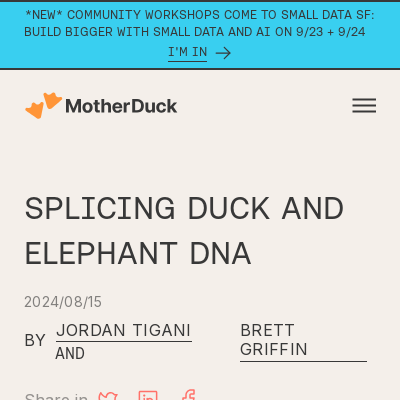 *NEW* COMMUNITY WORKSHOPS COME TO SMALL DATA SF:
BUILD BIGGER WITH SMALL DATA AND AI ON 9/23 + 9/24
I'M IN
MotherDuck
SPLICING DUCK AND
ELEPHANT DNA
2024/08/15
BY JORDAN TIGANI AND BRETT GRIFFIN
Share in